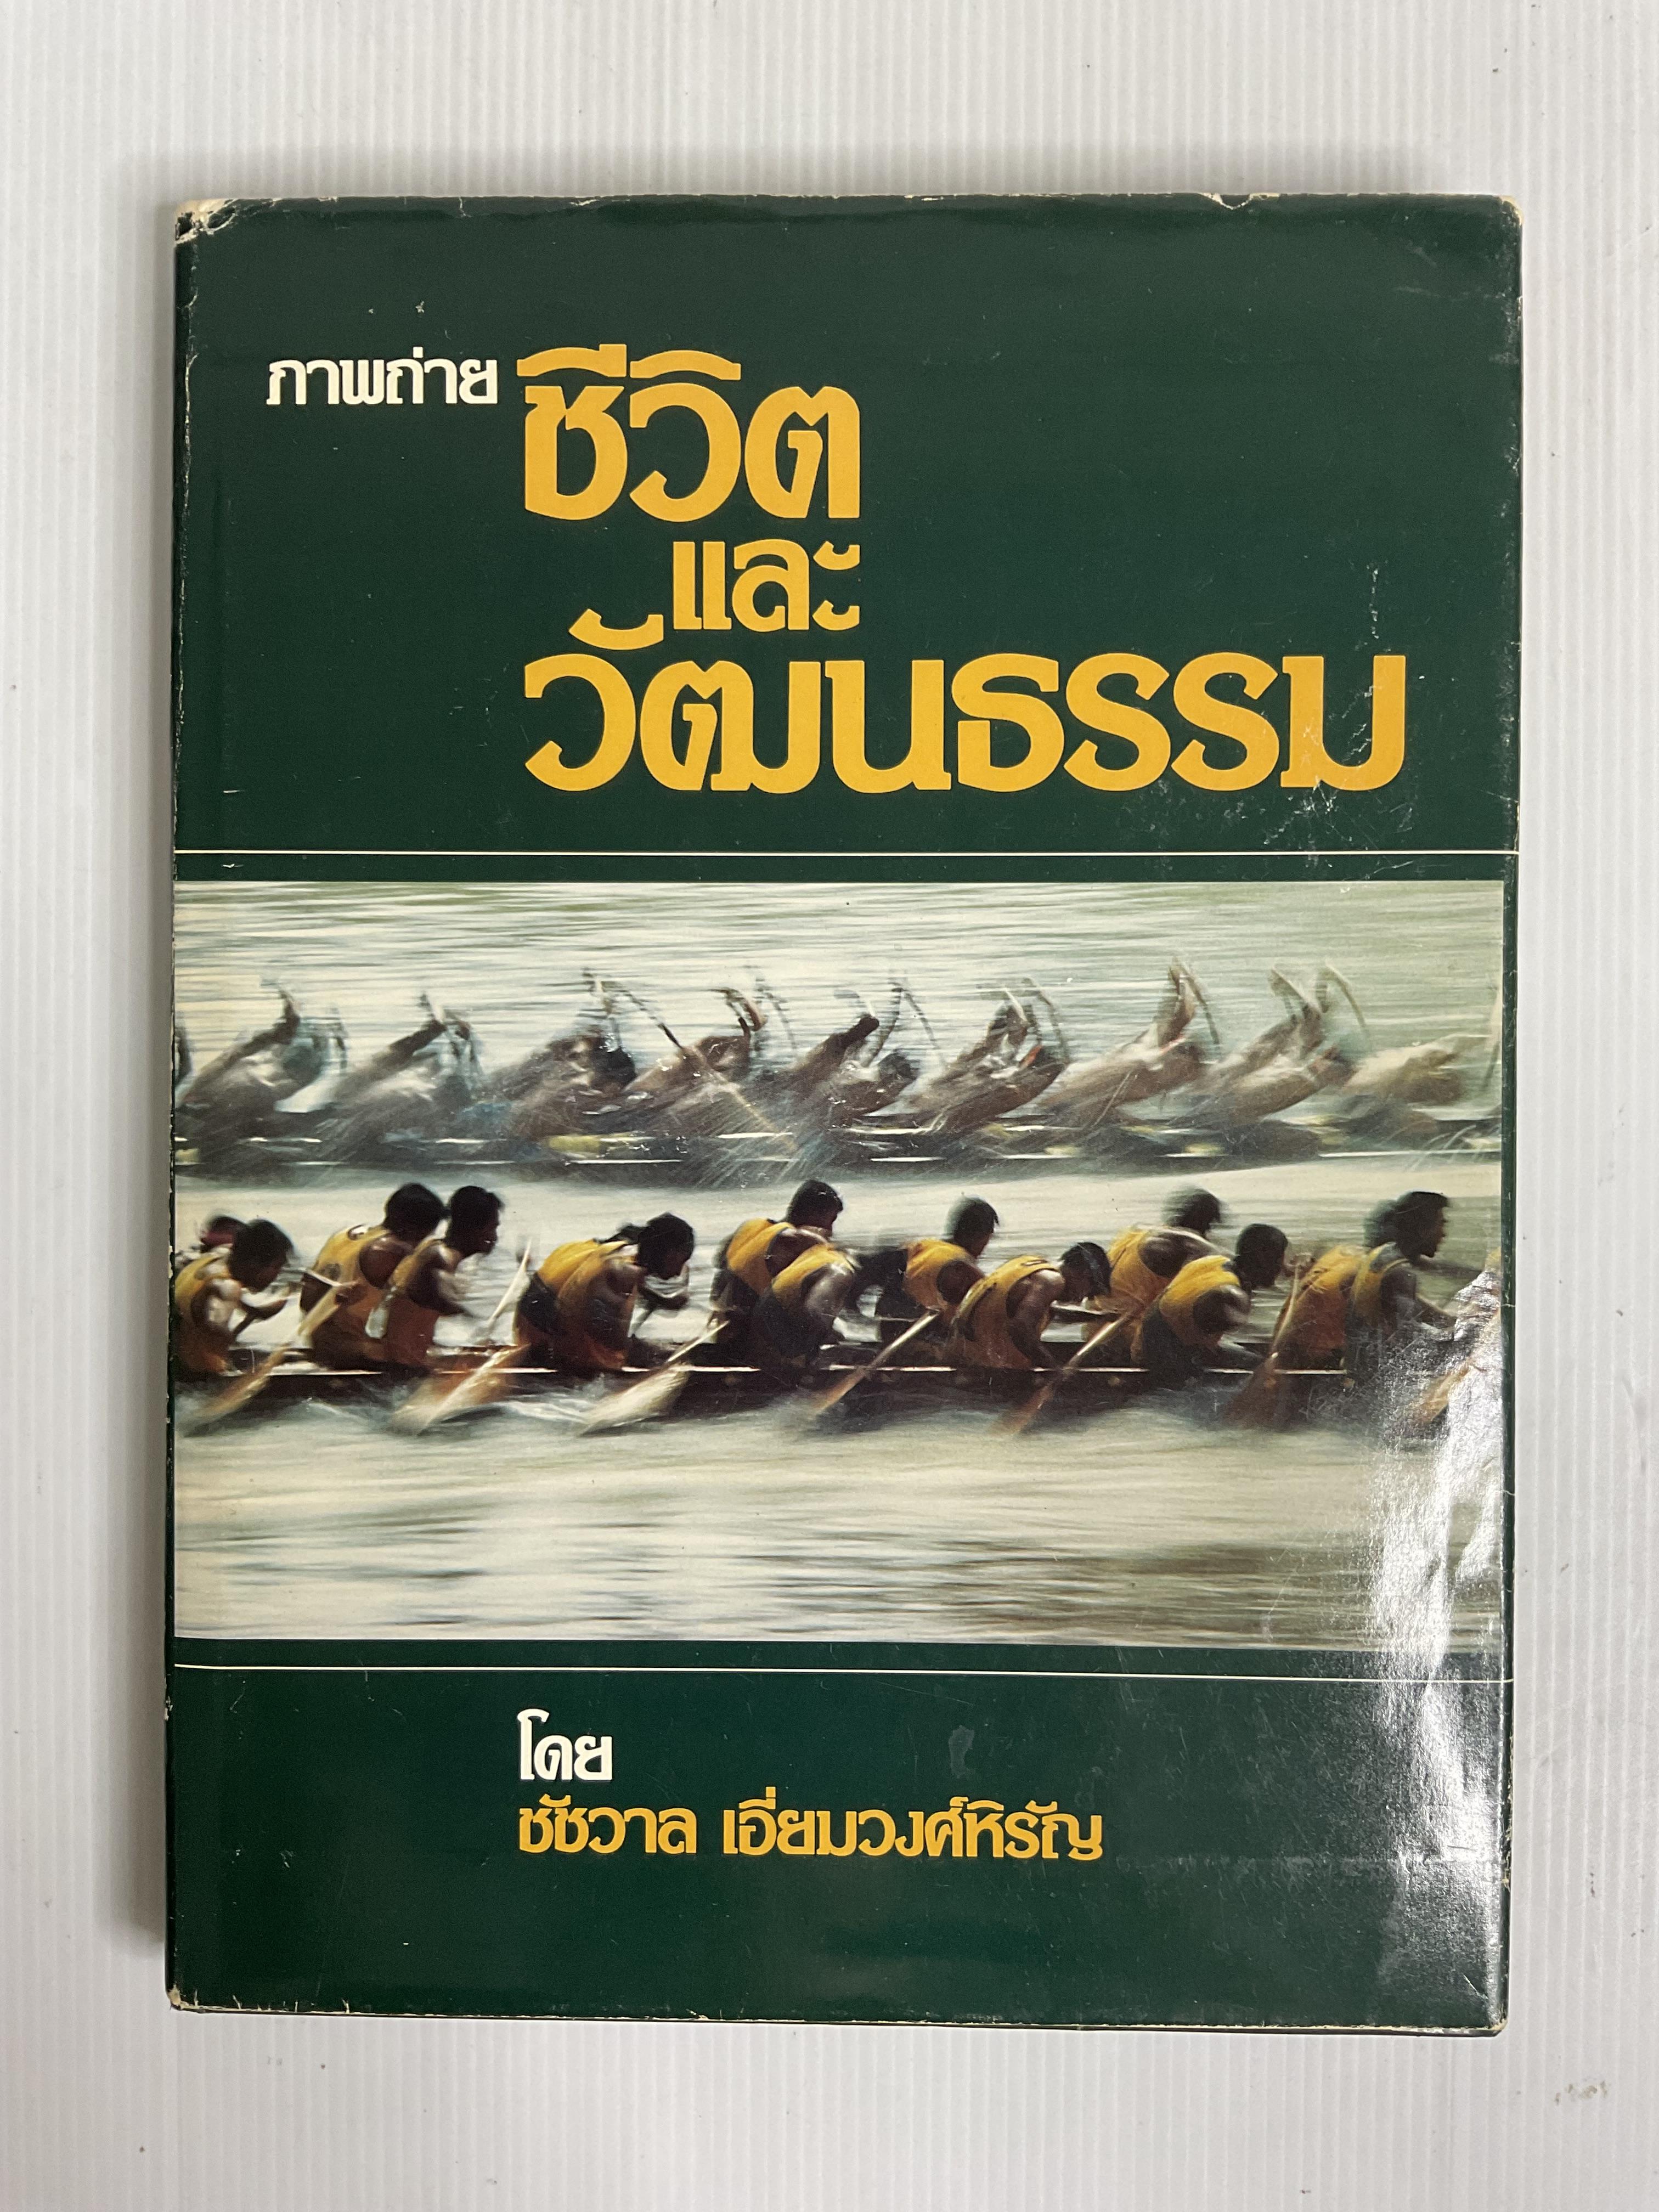 ภาพถ่าย ชีวิต
และ
วัฒนธรรม
โดย
ชัชวาล เอี่ยมวงศ์หิรัญ